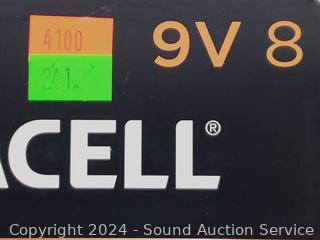 4100
9V 8
241.
ACELL®
Copyright 2024 - Sound Auction Service